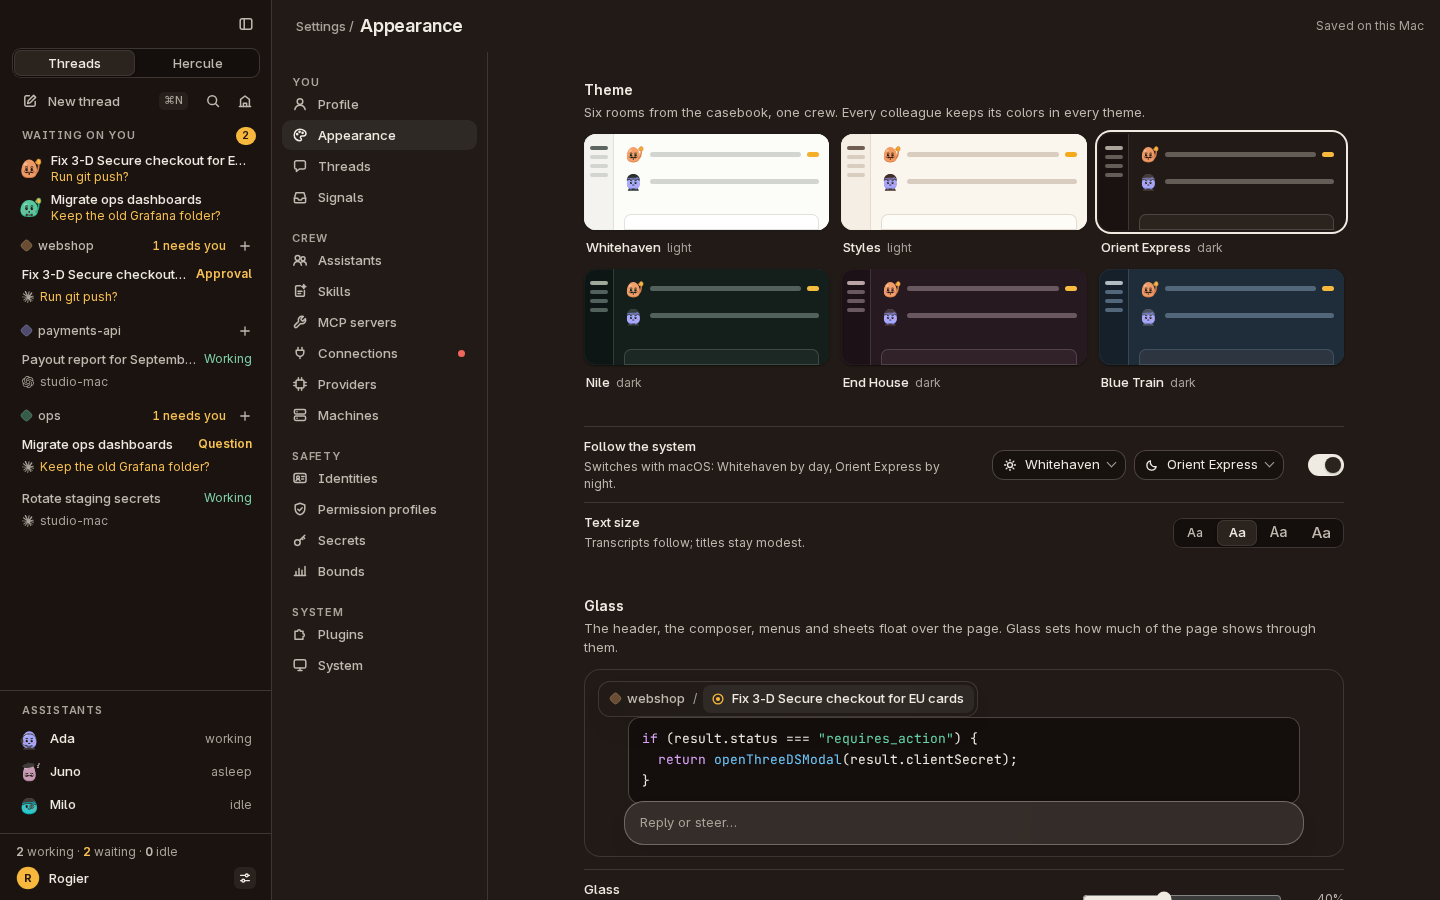 Threads
Hercule
New thread
⌘N
WAITING ON YOU
2
Fix 3-D Secure checkout for E…
Run git push?
Migrate ops dashboards
Keep the old Grafana folder?
webshop
1 needs you
Fix 3-D Secure checkout…
Approval
Run git push?
payments-api
Payout report for Septemb…
Working
studio-mac
ops
1 needs you
Migrate ops dashboards
Question
Keep the old Grafana folder?
Rotate staging secrets
Working
studio-mac
ASSISTANTS
Ada
working
Juno
asleep
Milo
idle
2 working · 2 waiting · 0 idle
R
Rogier
Settings / Appearance
Saved on this Mac
YOU
Profile
Appearance
Threads
Signals
CREW
Assistants
Skills
MCP servers
Connections
Providers
Machines
SAFETY
Identities
Permission profiles
Secrets
Bounds
SYSTEM
Plugins
System
Theme
Six rooms from the casebook, one crew. Every colleague keeps its colors in every theme.
Whitehaven light
Styles light
Orient Express dark
Nile dark
End House dark
Blue Train dark
Follow the system
Switches with macOS: Whitehaven by day, Orient Express by
night.
Whitehaven
Orient Express
Text size
Transcripts follow; titles stay modest.
Aa
Aa
Aa
Aa
Glass
The header, the composer, menus and sheets float over the page. Glass sets how much of the page shows through
them.
webshop / Fix 3-D Secure checkout for EU cards
if (result.status === "requires_action") {
return openThreeDSModal(result.clientSecret);
}
Reply or steer…
Glass
40%